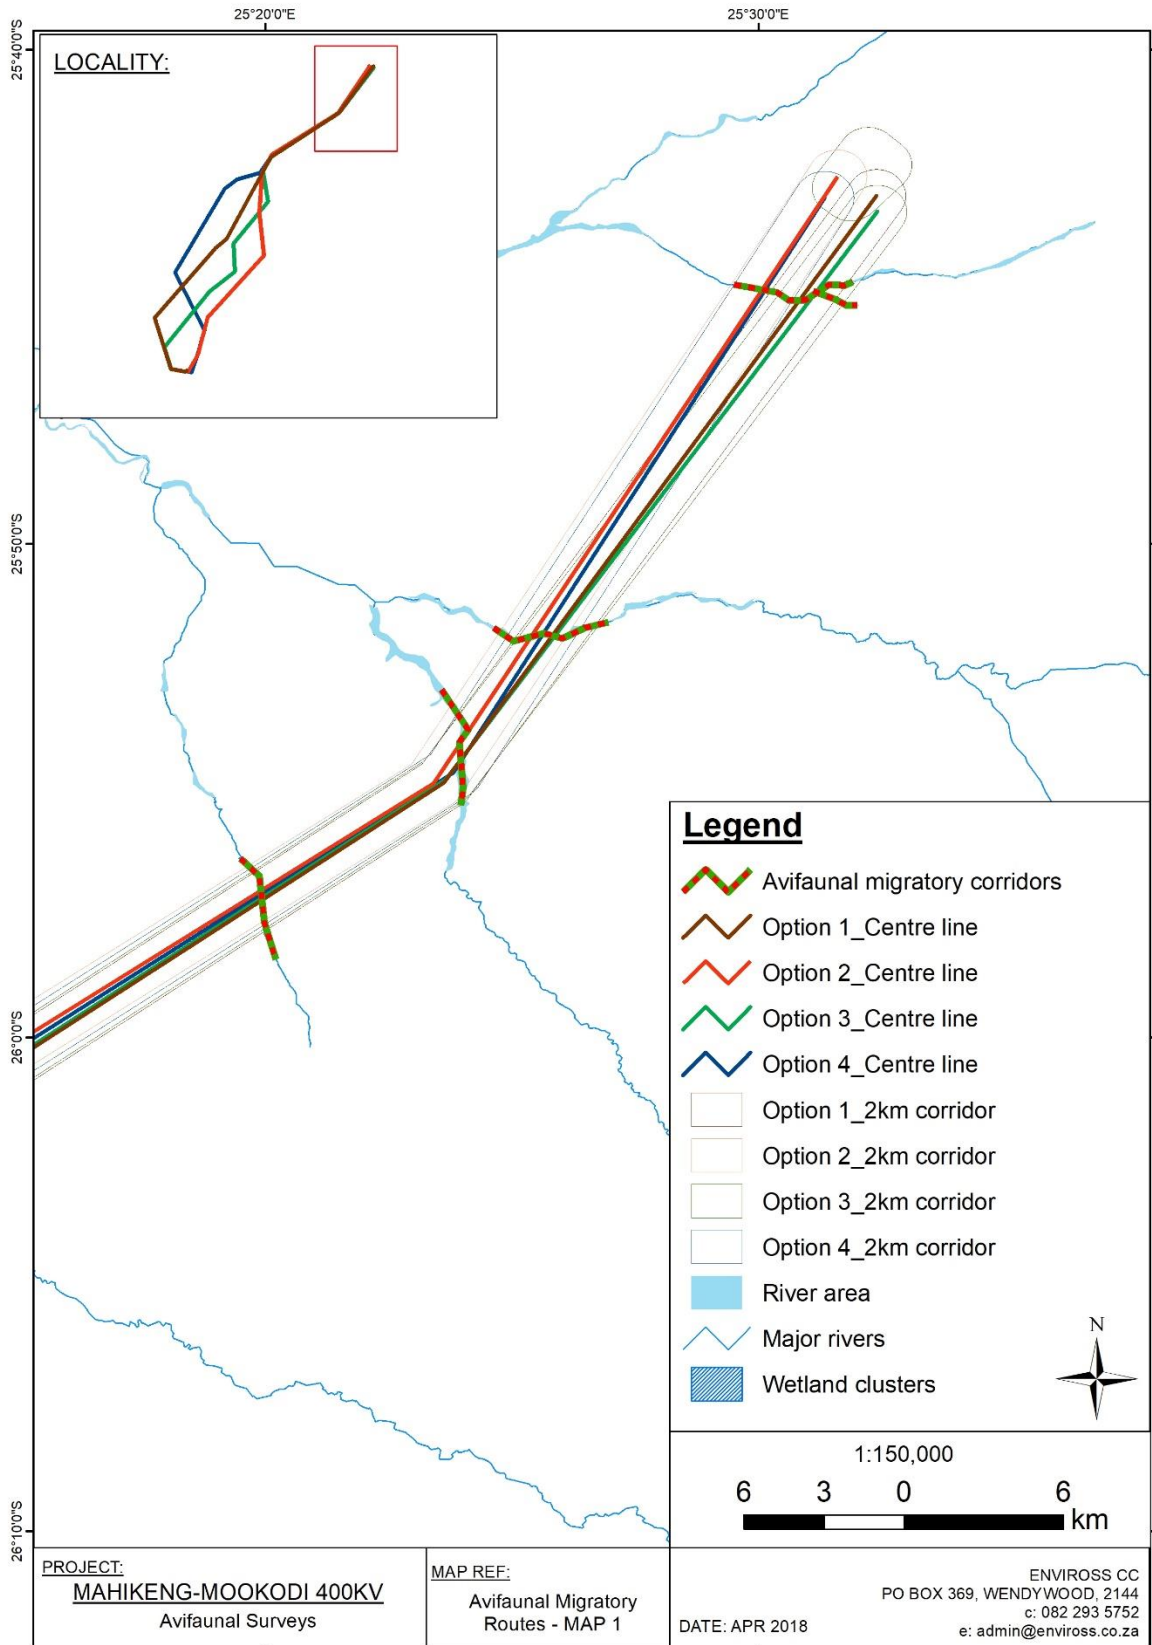 25°20'0"E
25°30'0"E
25°40'0"S
LOCALITY:
25°50'0"S
26°0'0"S
26°10'0"S
Legend
Avifaunal migratory corridors
Option 1_Centre line
Option 2_Centre line
Option 3_Centre line
Option 4_Centre line
Option 1_2km corridor
Option 2_2km corridor
Option 3_2km corridor
Option 4_2km corridor
River area
Major rivers
Wetland clusters
N
1:150,000
6 3 0 6
km
PROJECT:
MAHIKENG-MOOKODI 400KV
Avifaunal Surveys
MAP REF:
Avifaunal Migratory
Routes - MAP 1
DATE: APR 2018
ENVIROSS CC
PO BOX 369, WENDYWOOD, 2144
c: 082 293 5752
e: admin@enviross.co.za